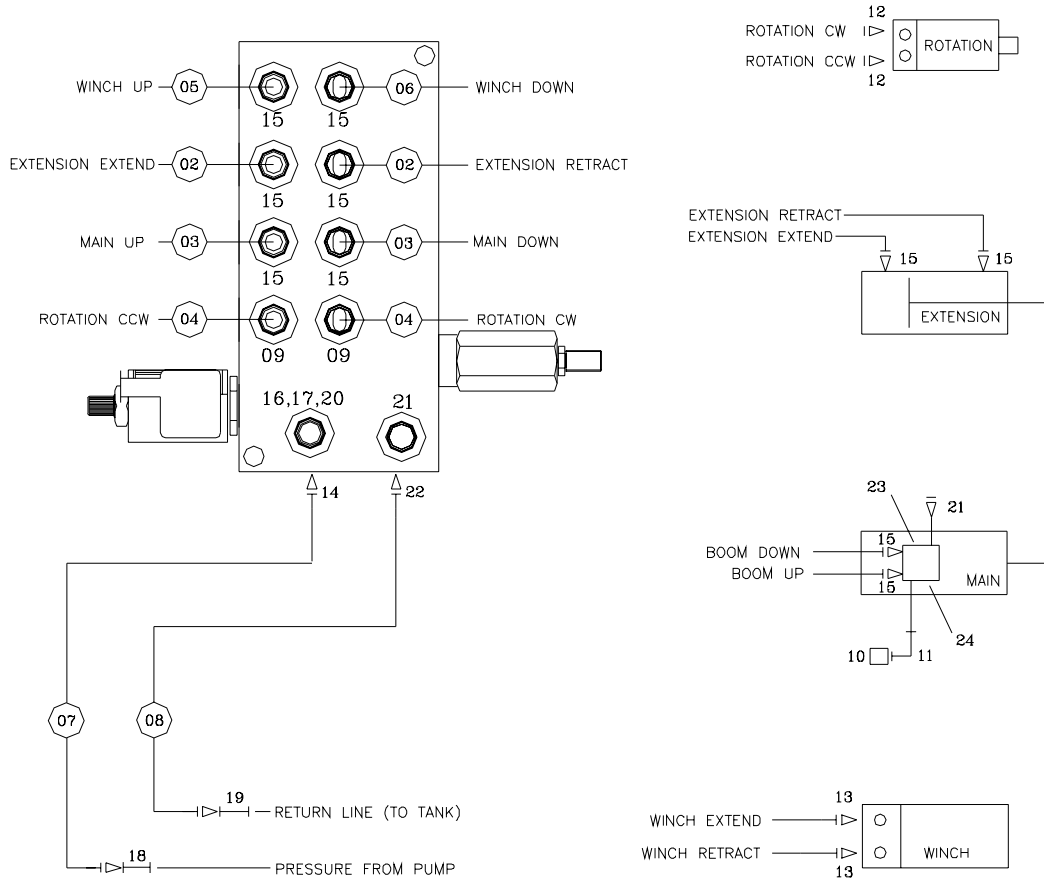 WINCH UP 05 06 WINCH DOWN
15 15
EXTENSION EXTEND 02 02 EXTENSION RETRACT
15 15
MAIN UP 03 03 MAIN DOWN
15 15
ROTATION CCW 04 04 ROTATION CW
09 09
16,17,20 21
14 22
07 08
19 RETURN LINE (TO TANK)
18 PRESSURE FROM PUMP
12
ROTATION CW
ROTATION CCW
ROTATION
12
EXTENSION RETRACT
EXTENSION EXTEND
15 15
EXTENSION
23
21
15
BOOM DOWN
BOOM UP
15
MAIN
24
10 11
13
WINCH EXTEND
WINCH RETRACT
WINCH
13